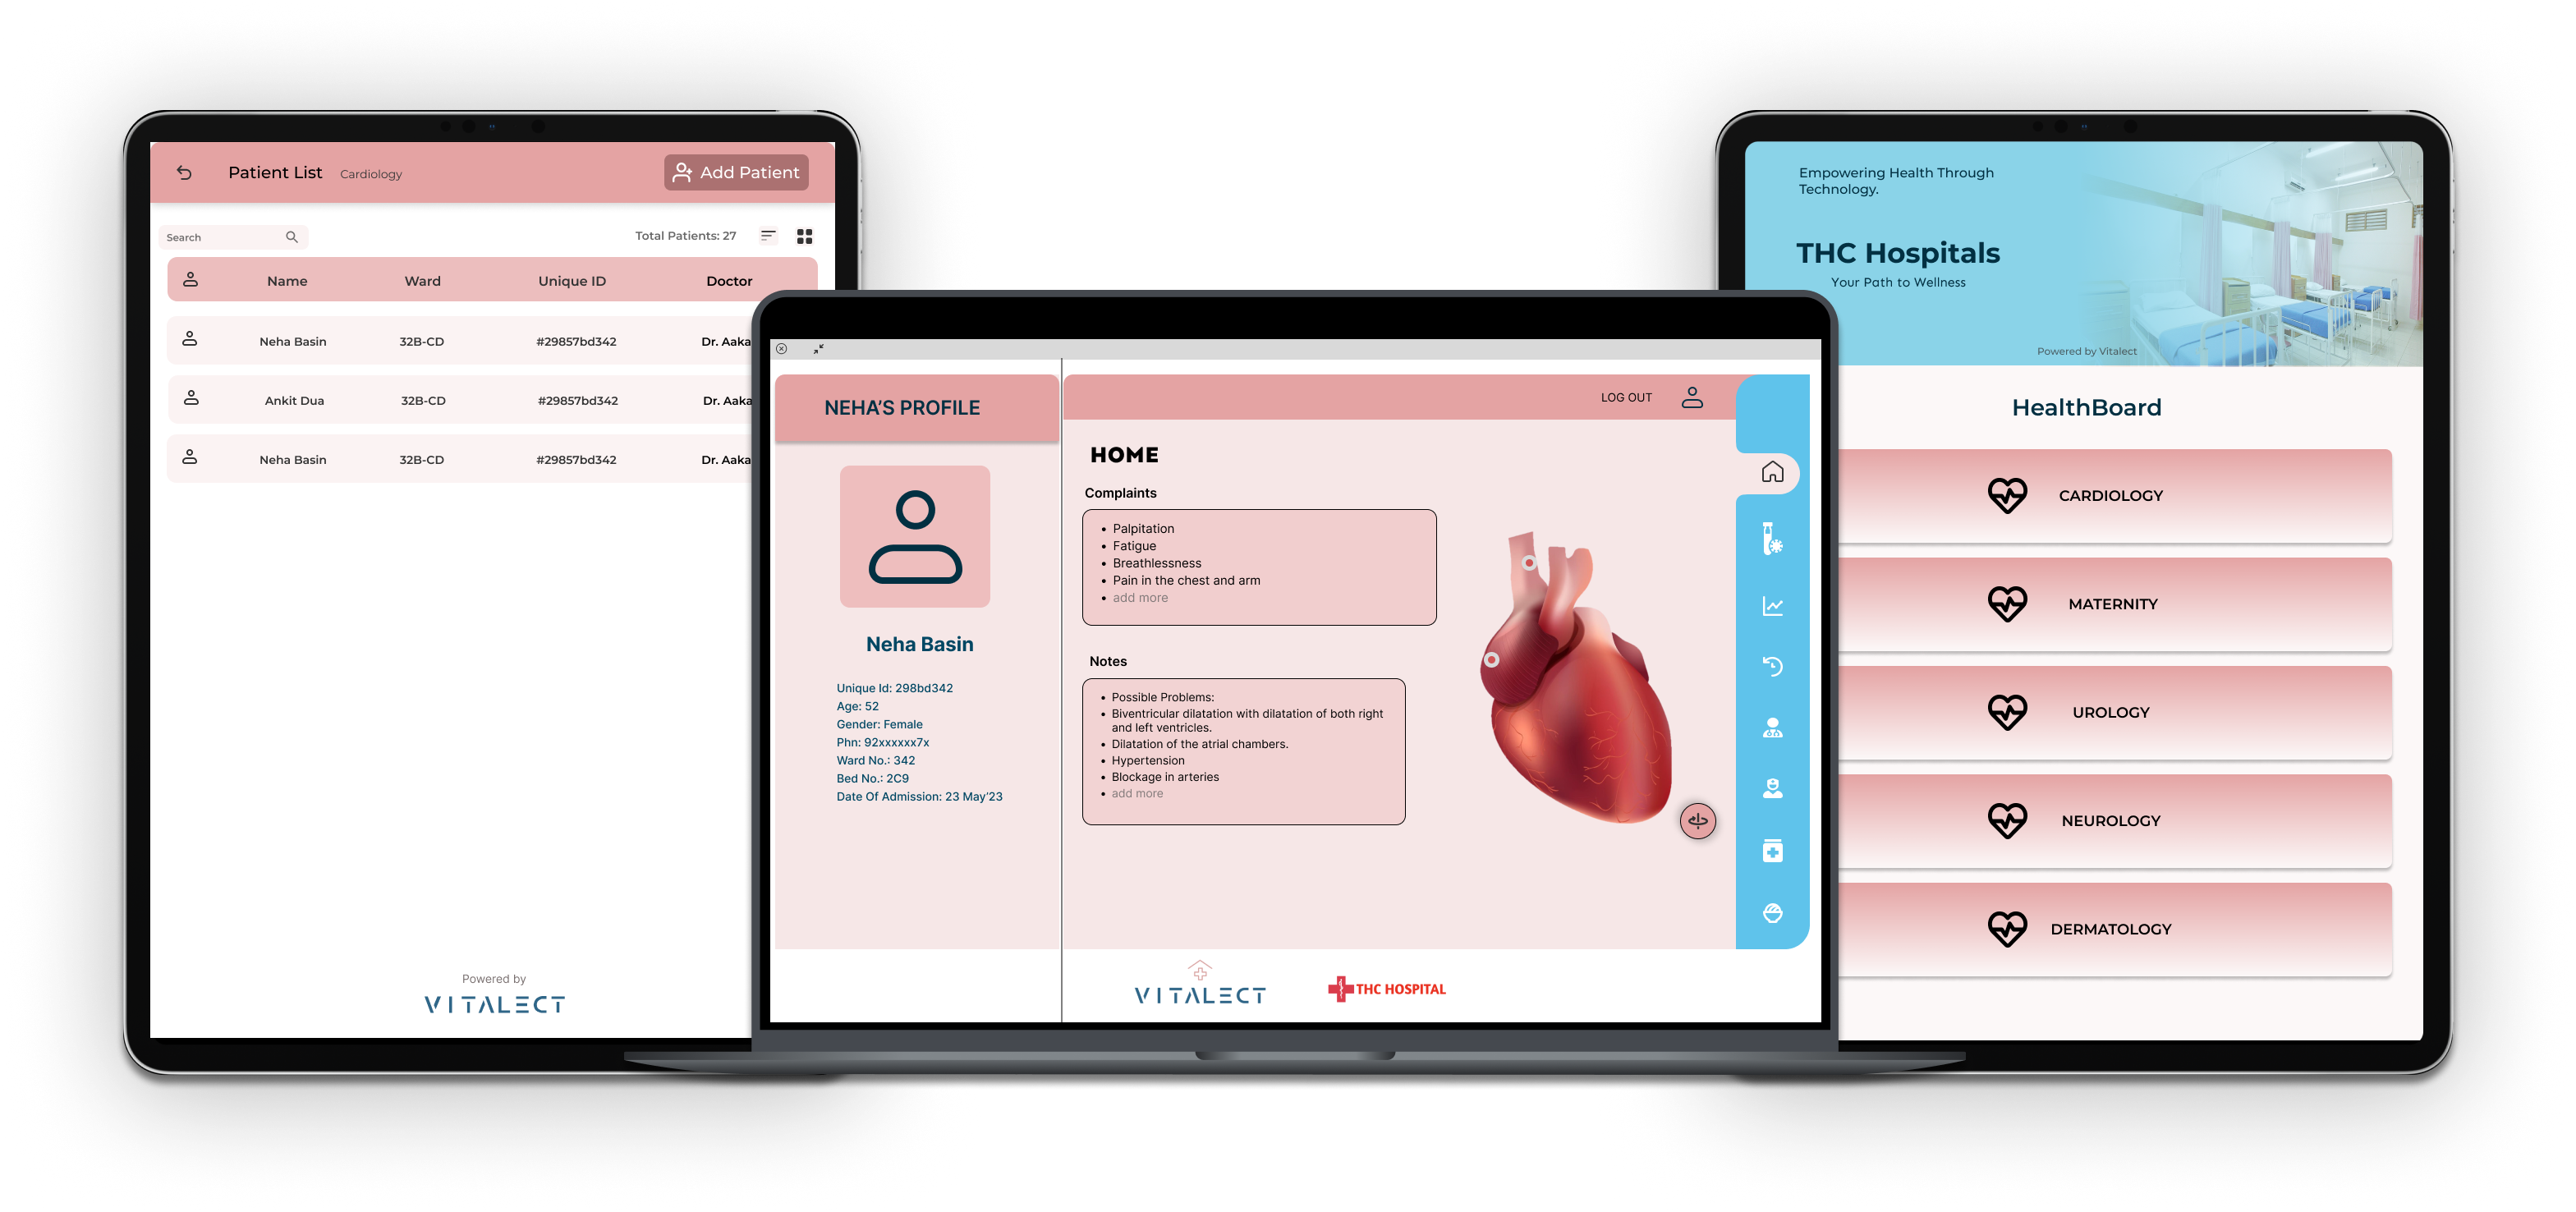 Patient List
Cardiology
Add Patient
Search
Total Patients: 27
Name Ward Unique ID Doctor
Neha Basin 32B-CD #29857bd342 Dr. Aaka
Ankit Dua 32B-CD #29857bd342 Dr. Aaka
Neha Basin 32B-CD #29857bd342 Dr. Aaka
Powered by
VITALECT
NEHA'S PROFILE
Neha Basin
Unique Id: 298bd342
Age: 52
Gender: Female
Phn: 92xxxxxx7x
Ward No.: 342
Bed No.: 2C9
Date Of Admission: 23 May'23
LOG OUT
HOME
Complaints
• Palpitation
• Fatigue
• Breathlessness
• Pain in the chest and arm
• add more
Notes
• Possible Problems:
• Biventricular dilatation with dilatation of both right
and left ventricles.
• Dilatation of the atrial chambers.
• Hypertension
• Blockage in arteries
• add more
VITALECT
THC HOSPITAL
Empowering Health Through
Technology.
THC Hospitals
Your Path to Wellness
Powered by Vitalect
HealthBoard
CARDIOLOGY
MATERNITY
UROLOGY
NEUROLOGY
DERMATOLOGY